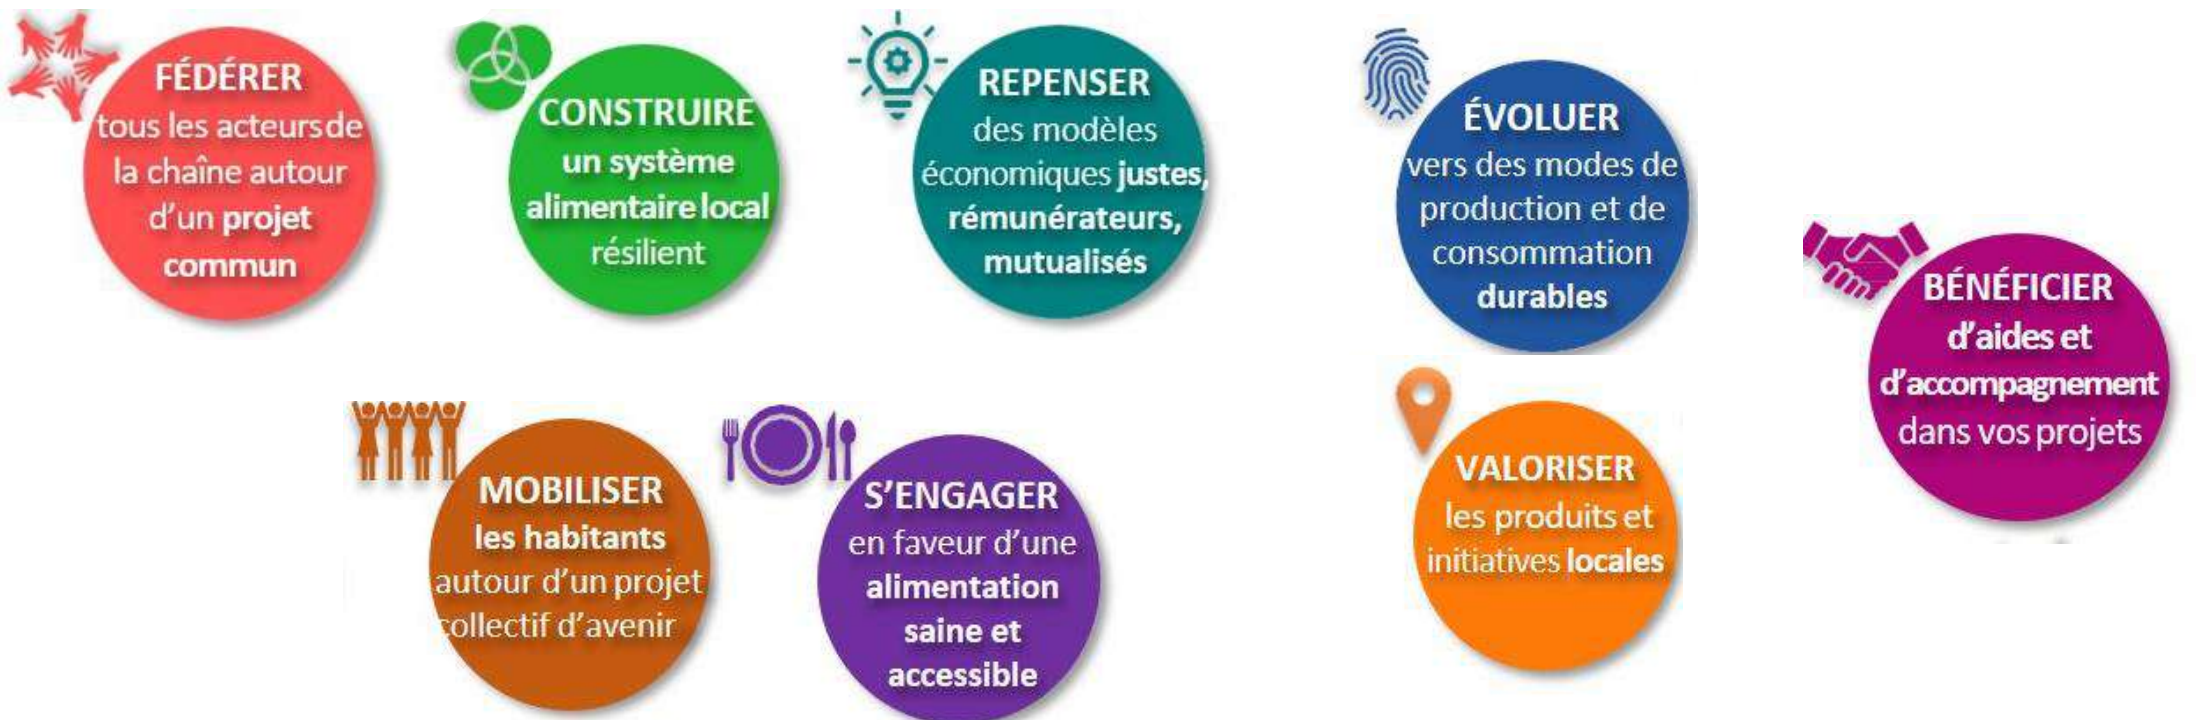 FÉDÉRER
tous les acteurs de
la chaîne autour
d'un projet
commun
CONSTRUIRE
un système
alimentaire local
résilient
REPENSER
des modèles
économiques justes,
rémunérateurs,
mutualisés
ÉVOLUER
vers des modes de
production et de
consommation
durables
BÉNÉFICIER
d'aides et
d'accompagnement
dans vos projets
MOBILISER
les habitants
autour d'un projet
collectif d'avenir
S'ENGAGER
en faveur d'une
alimentation
saine et
accessible
VALORISER
les produits et
initiatives locales